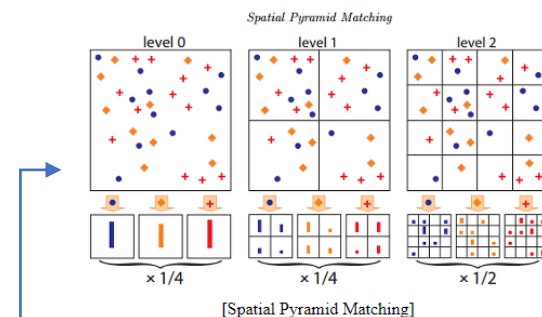 Spatial Pyramid Matching
level 0 level 1 level 2
× 1/4 × 1/4 × 1/2
[Spatial Pyramid Matching]